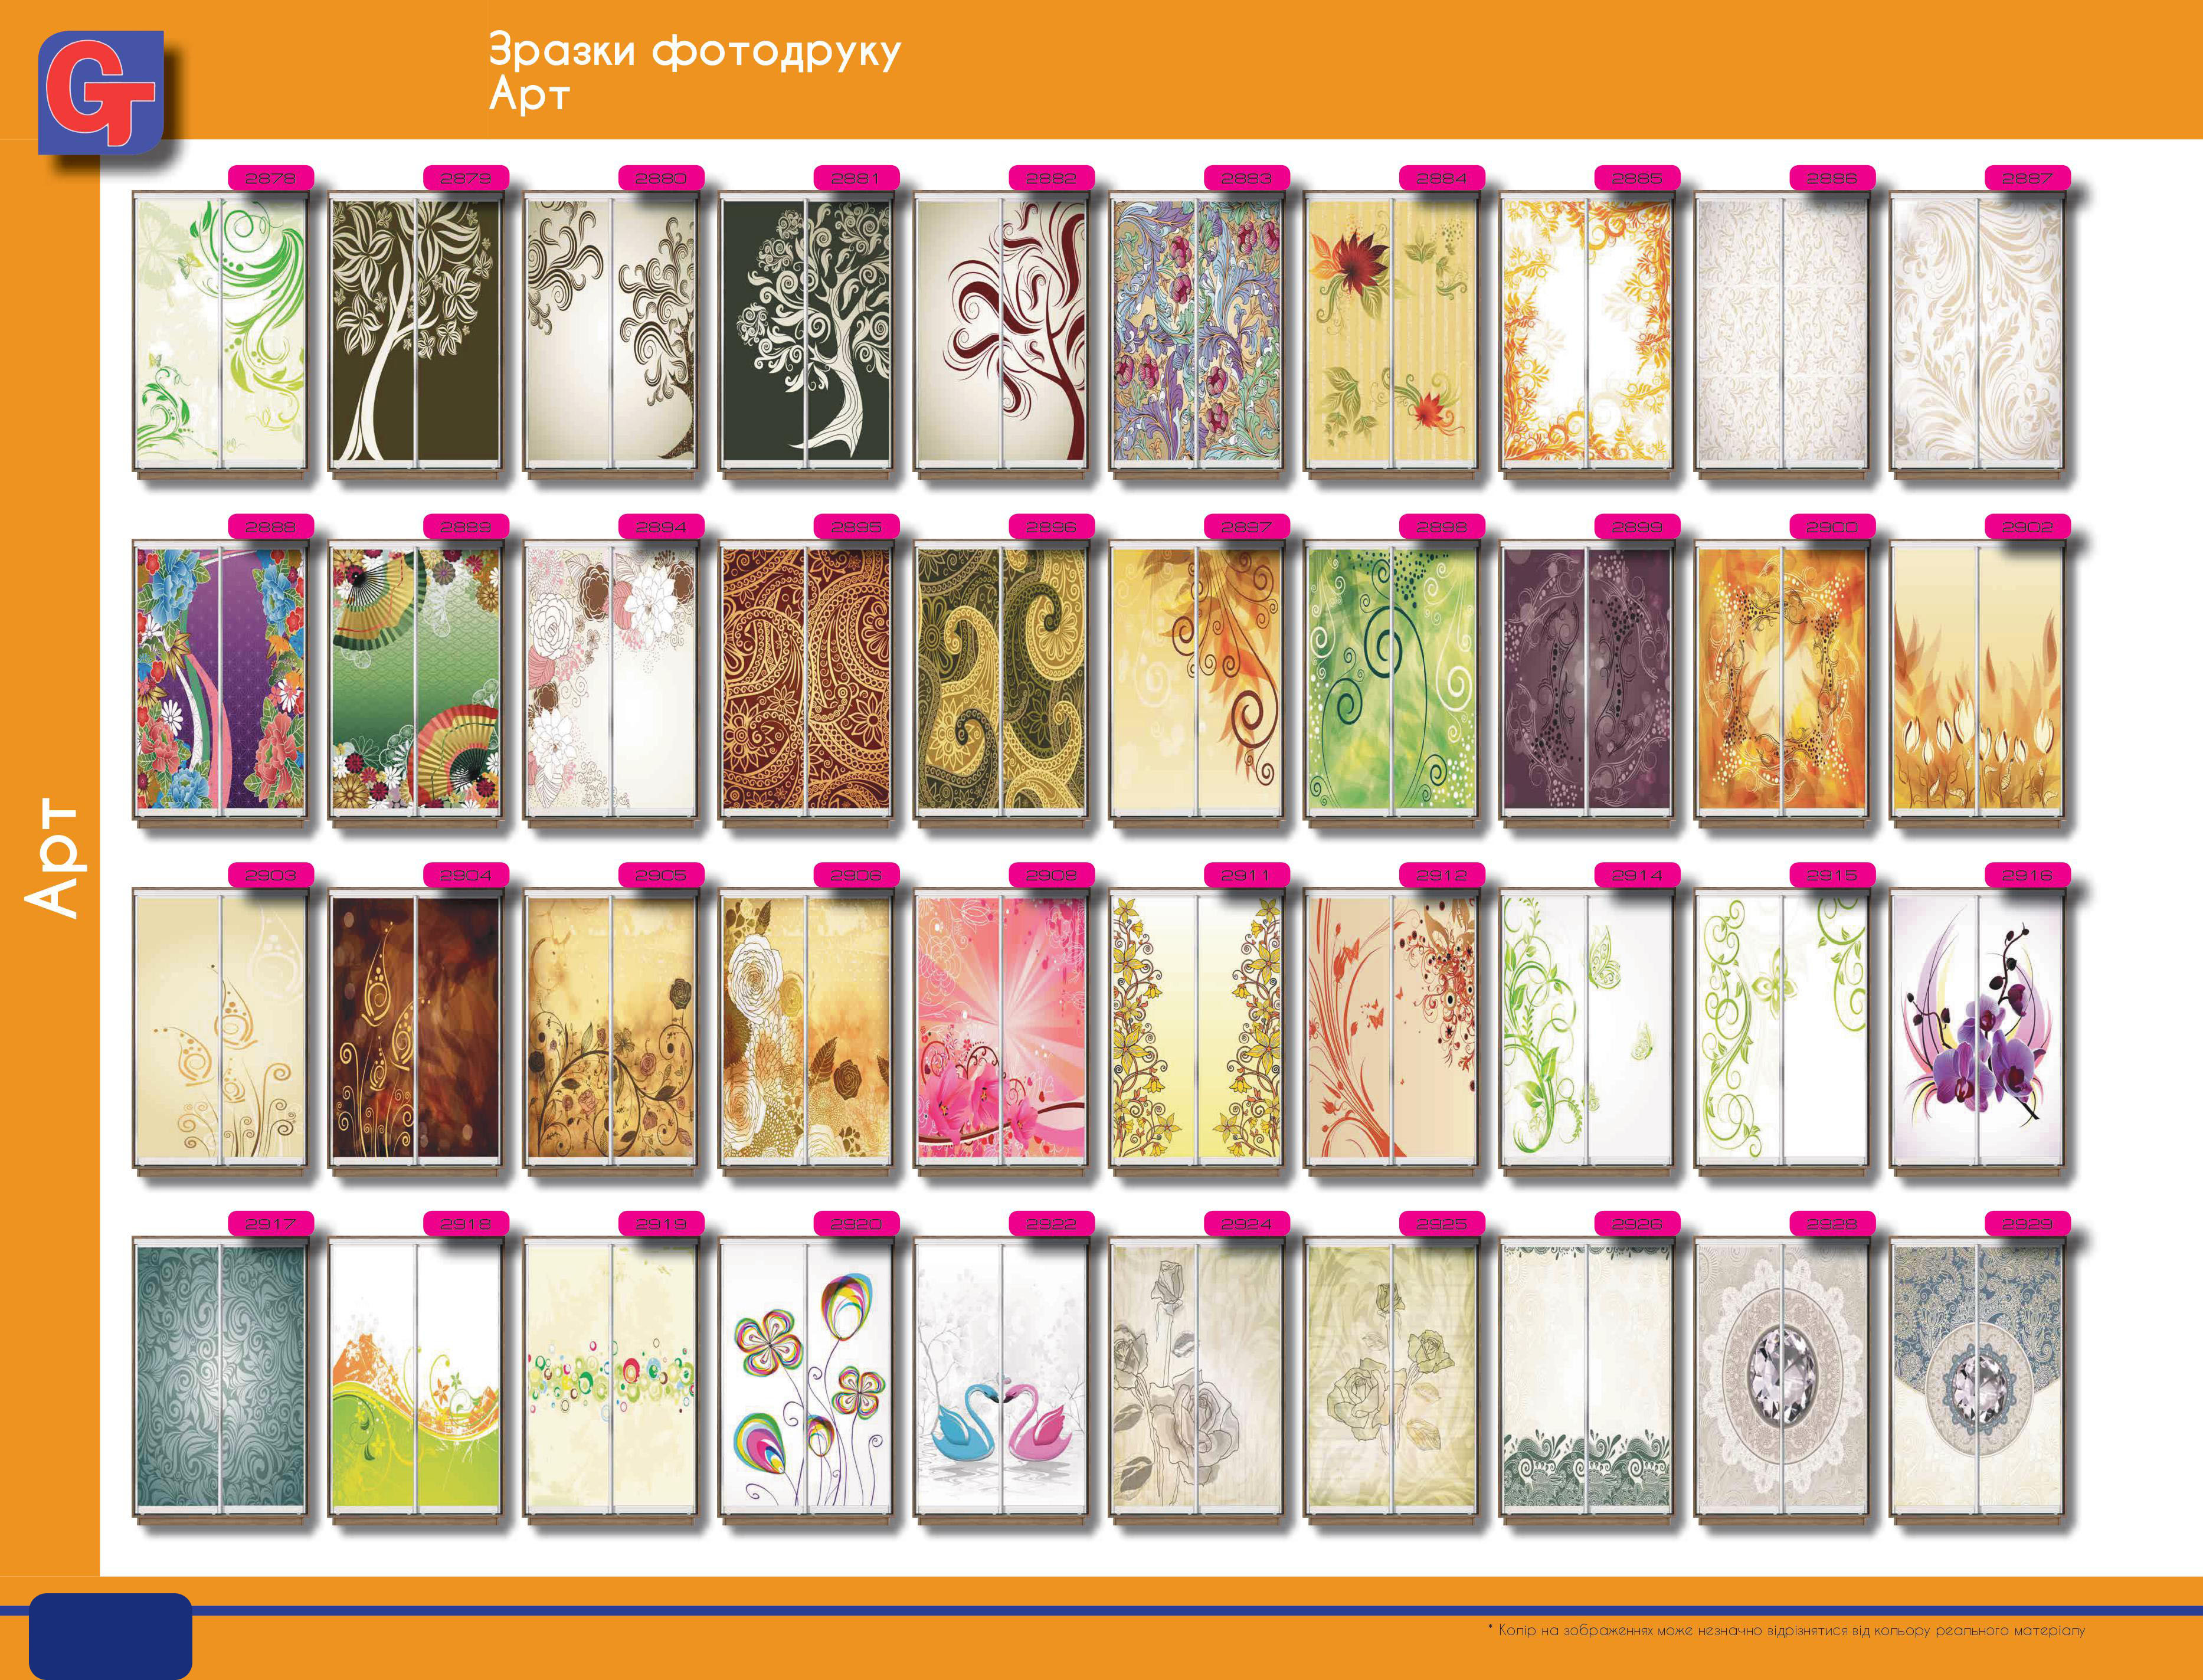 GT
Зразки фотодруку
Арт
2878 2879 2880 2881 2882 2883 2884 2885 2886 2887
2888 2889 2894 2895 2896 2897 2898 2899 2900 2902
Арт
2903 2904 2905 2906 2908 2911 2912 2914 2915 2916
2917 2918 2919 2920 2922 2924 2925 2926 2928 2929
* Колір на зображеннях може незначно відрізнятися від кольору реального матеріалу